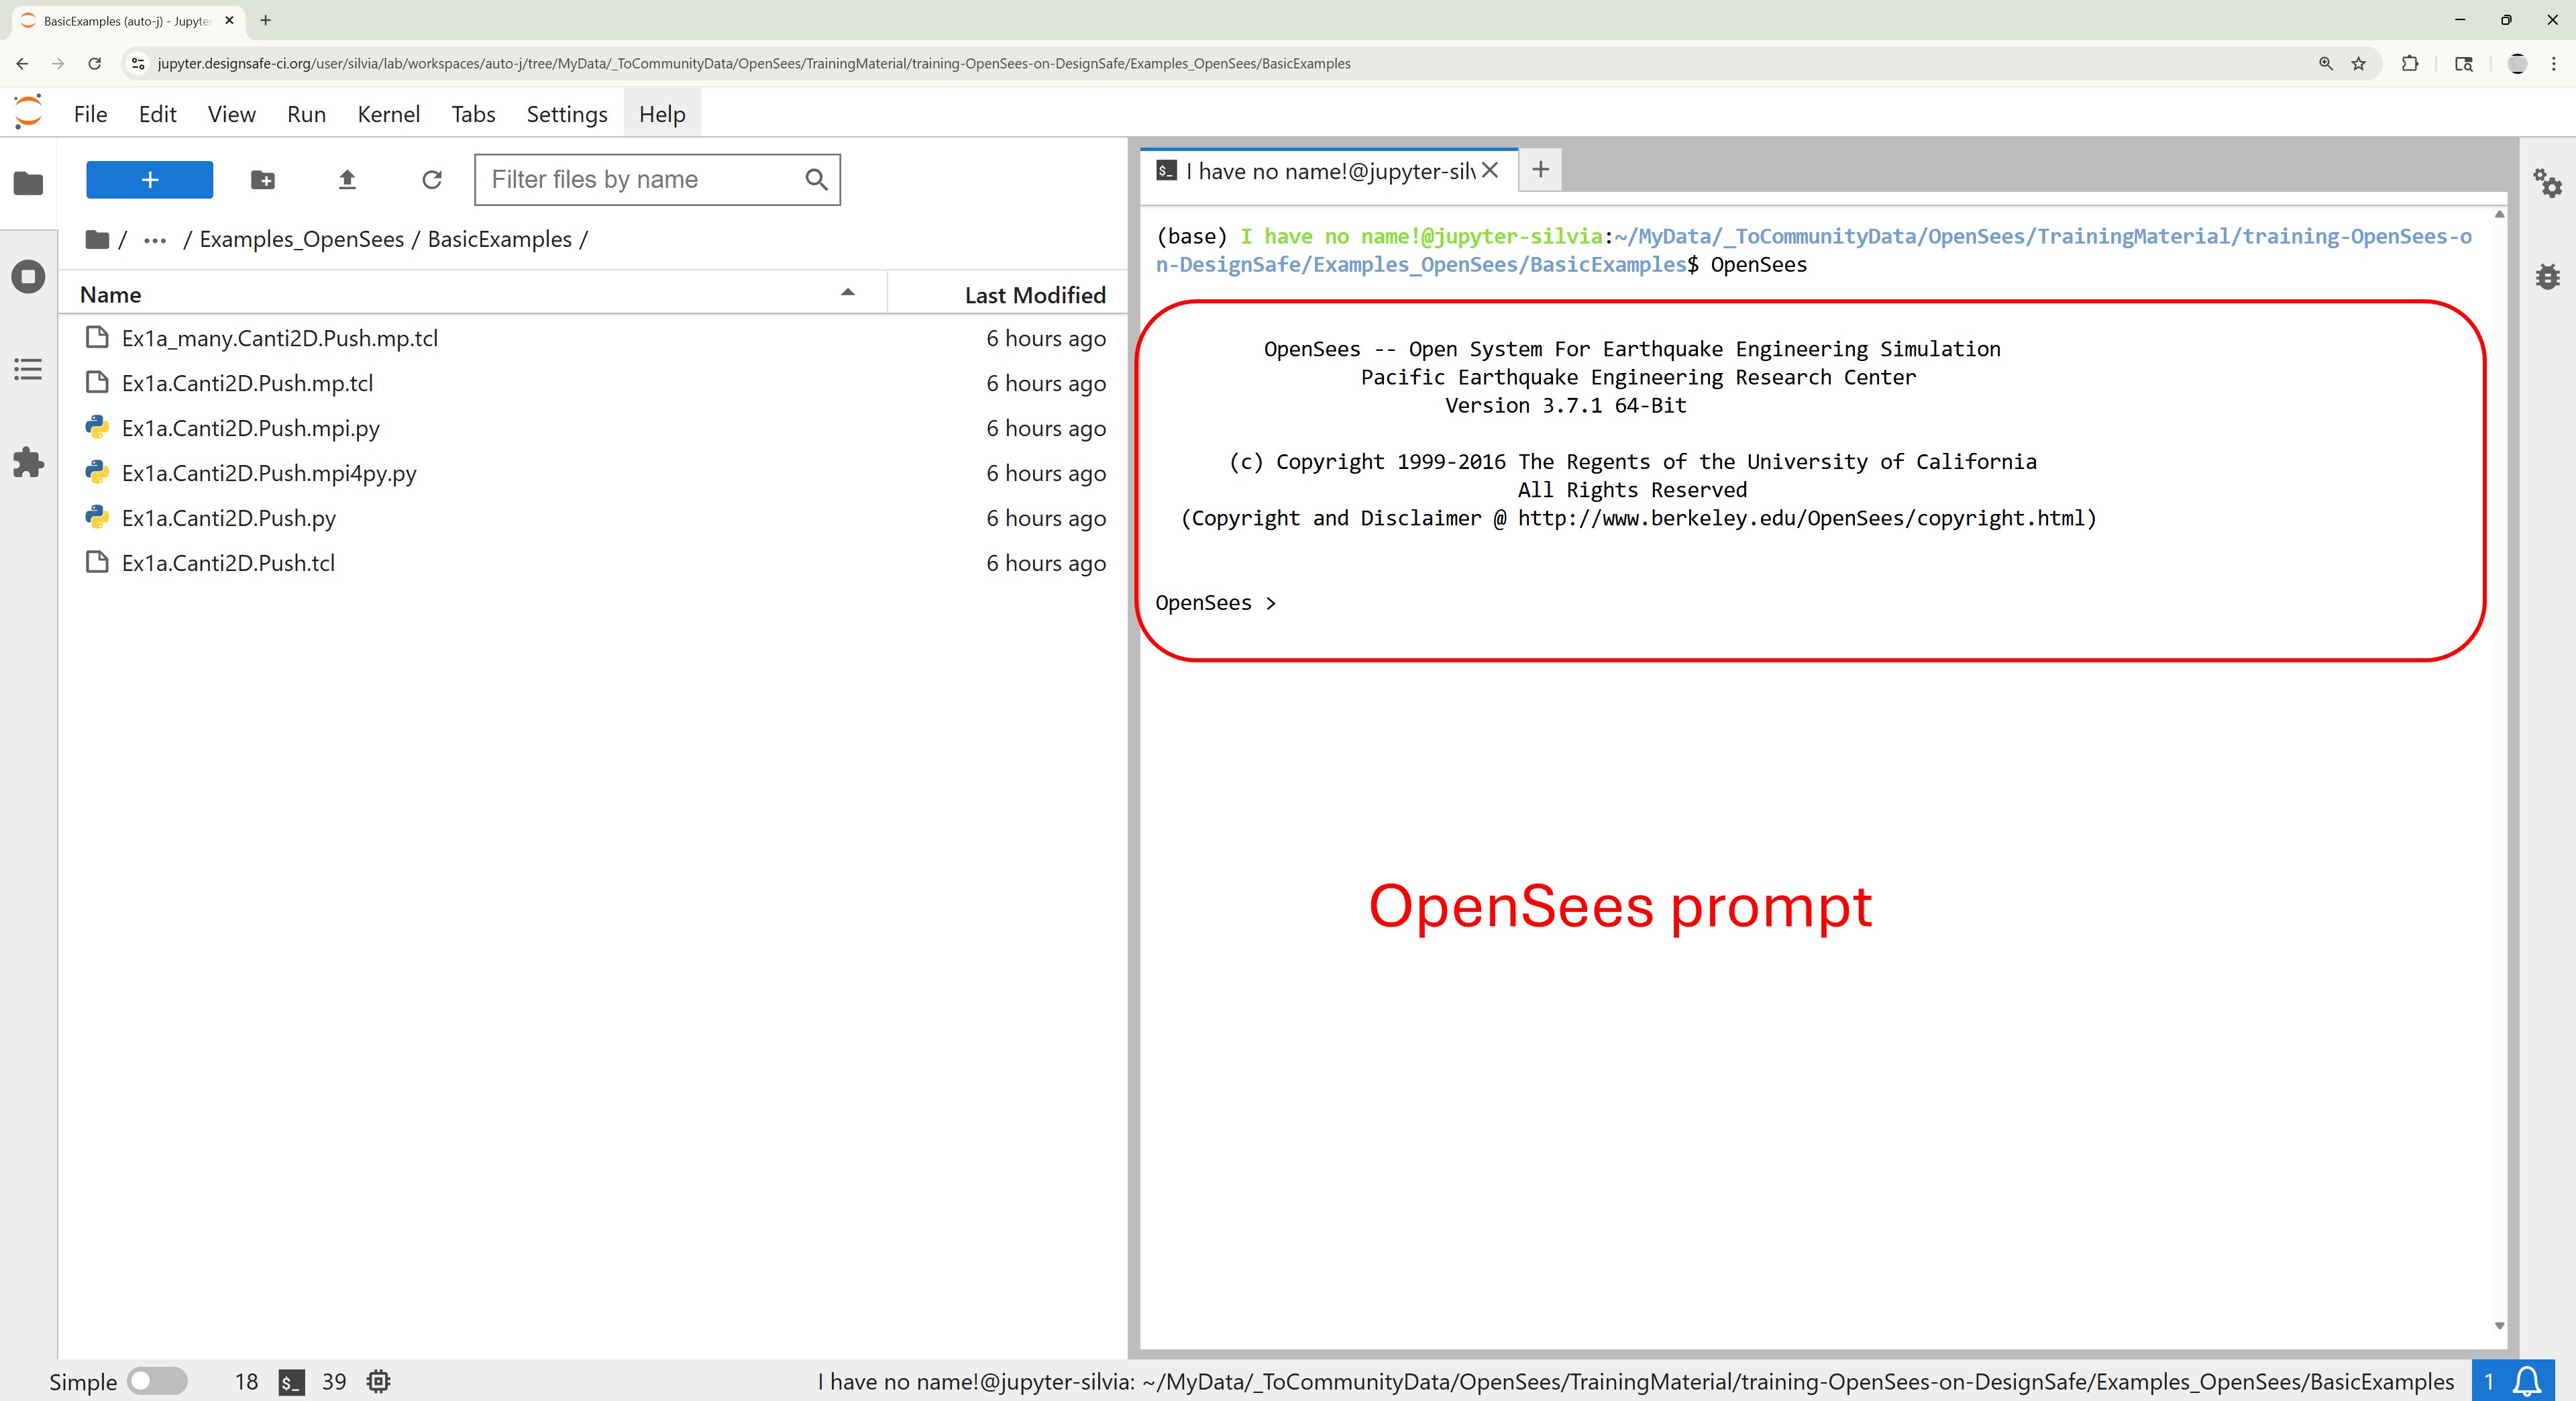 BasicExamples (auto-j) - Jupyte
jupyter.designsafe-ci.org/user/silvia/lab/workspaces/auto-j/tree/MyData/_ToCommunityData/OpenSees/TrainingMaterial/training-OpenSees-on-DesignSafe/Examples_OpenSees/BasicExamples
File Edit View Run Kernel Tabs Settings Help
Filter files by name
/ ... / Examples_OpenSees / BasicExamples /
Name Last Modified
Ex1a_many.Canti2D.Push.mp.tcl 6 hours ago
Ex1a.Canti2D.Push.mp.tcl 6 hours ago
Ex1a.Canti2D.Push.mpi.py 6 hours ago
Ex1a.Canti2D.Push.mpi4py.py 6 hours ago
Ex1a.Canti2D.Push.py 6 hours ago
Ex1a.Canti2D.Push.tcl 6 hours ago
$_ I have no name!@jupyter-silv
(base) I have no name!@jupyter-silvia:~/MyData/_ToCommunityData/OpenSees/TrainingMaterial/training-OpenSees-o
n-DesignSafe/Examples_OpenSees/BasicExamples$ OpenSees
OpenSees -- Open System For Earthquake Engineering Simulation
Pacific Earthquake Engineering Research Center
Version 3.7.1 64-Bit
(c) Copyright 1999-2016 The Regents of the University of California
All Rights Reserved
(Copyright and Disclaimer @ http://www.berkeley.edu/OpenSees/copyright.html)
OpenSees >
OpenSees prompt
Simple 18 $_ 39 I have no name!@jupyter-silvia: ~/MyData/_ToCommunityData/OpenSees/TrainingMaterial/training-OpenSees-on-DesignSafe/Examples_OpenSees/BasicExamples 1